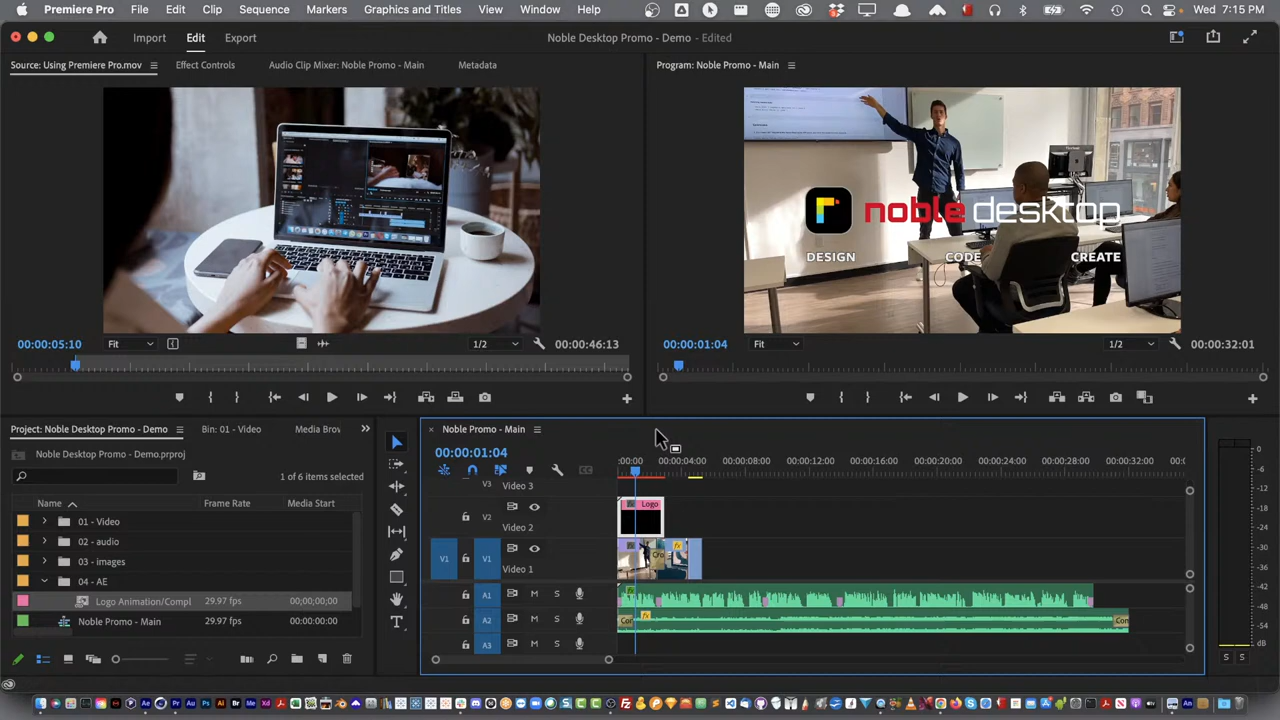 Premiere Pro File Edit Clip Sequence Markers Graphics and Titles View Window Help Wed 7:15 PM
Import Edit Export Noble Desktop Promo - Demo - Edited
Source: Using Premiere Pro.mov Effect Controls Audio Clip Mixer: Noble Promo - Main Metadata Program: Noble Promo - Main
noble desktop
DESIGN CODE CREATE
00:00:05:10 Fit 1/2 00:00:46:13 00:00:01:04 Fit 1/2 00:00:32:01
Project: Noble Desktop Promo - Demo Bin: 01 - Video Media Brov Noble Promo - Main
Noble Desktop Promo - Demo.prproj 00:00:01:04
:00:00 00:00:04:00 00:00:08:00 00:00:12:00 00:00:16:00 00:00:20:00 00:00:24:00 00:00:28:00 00:00:32:00 00:0
1 of 6 items selected
V3 Video 3
Name Frame Rate Media Start
V2 Video 2 Logo
01 - Video
02 - audio
03 - images
V1 V1 Video 1 fx
04 - AE
Logo Animation/Compl 29.97 fps 00;00;00;00
A1 M S
Noble Promo - Main 29.97 fps 00:00:00:00
A2 M S Con fx Con
A3 M S
0
-6
-12
-18
-24
-30
-36
-42
-48
-54
dB
S S